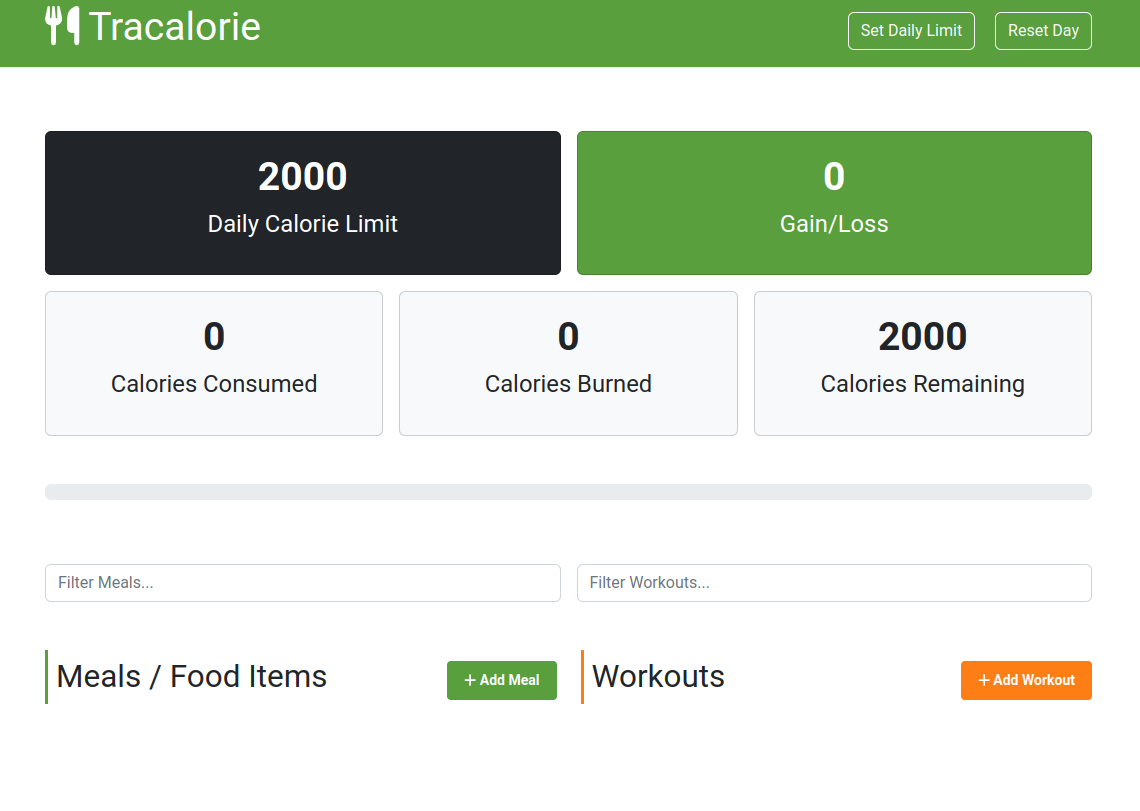 Tracalorie
Set Daily Limit
Reset Day
2000
Daily Calorie Limit
0
Gain/Loss
0
Calories Consumed
0
Calories Burned
2000
Calories Remaining
Filter Meals...
Filter Workouts...
Meals / Food Items
+ Add Meal
Workouts
+ Add Workout